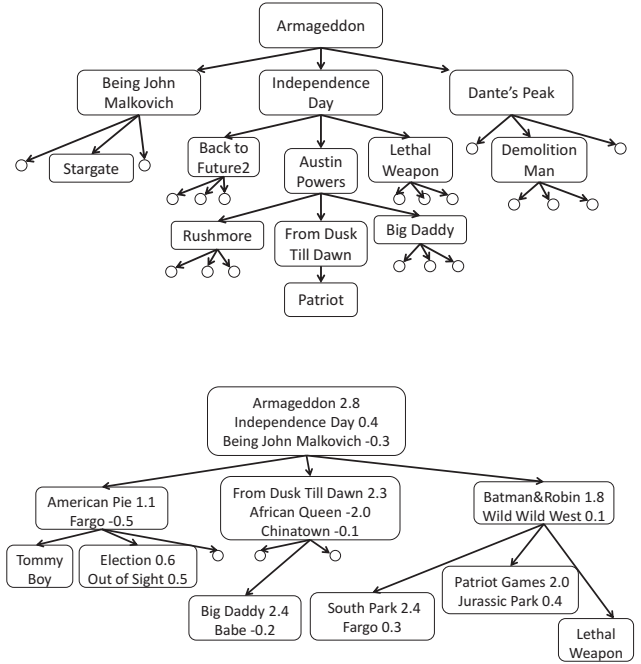 Armageddon
Being John
Malkovich
Independence
Day
Dante's Peak
Stargate
Back to
Future2
Austin
Powers
Lethal
Weapon
Demolition
Man
Rushmore
From Dusk
Till Dawn
Big Daddy
Patriot
Armageddon 2.8
Independence Day 0.4
Being John Malkovich -0.3
American Pie 1.1
Fargo -0.5
From Dusk Till Dawn 2.3
African Queen -2.0
Chinatown -0.1
Batman&Robin 1.8
Wild Wild West 0.1
Tommy
Boy
Election 0.6
Out of Sight 0.5
Big Daddy 2.4
Babe -0.2
South Park 2.4
Fargo 0.3
Patriot Games 2.0
Jurassic Park 0.4
Lethal
Weapon